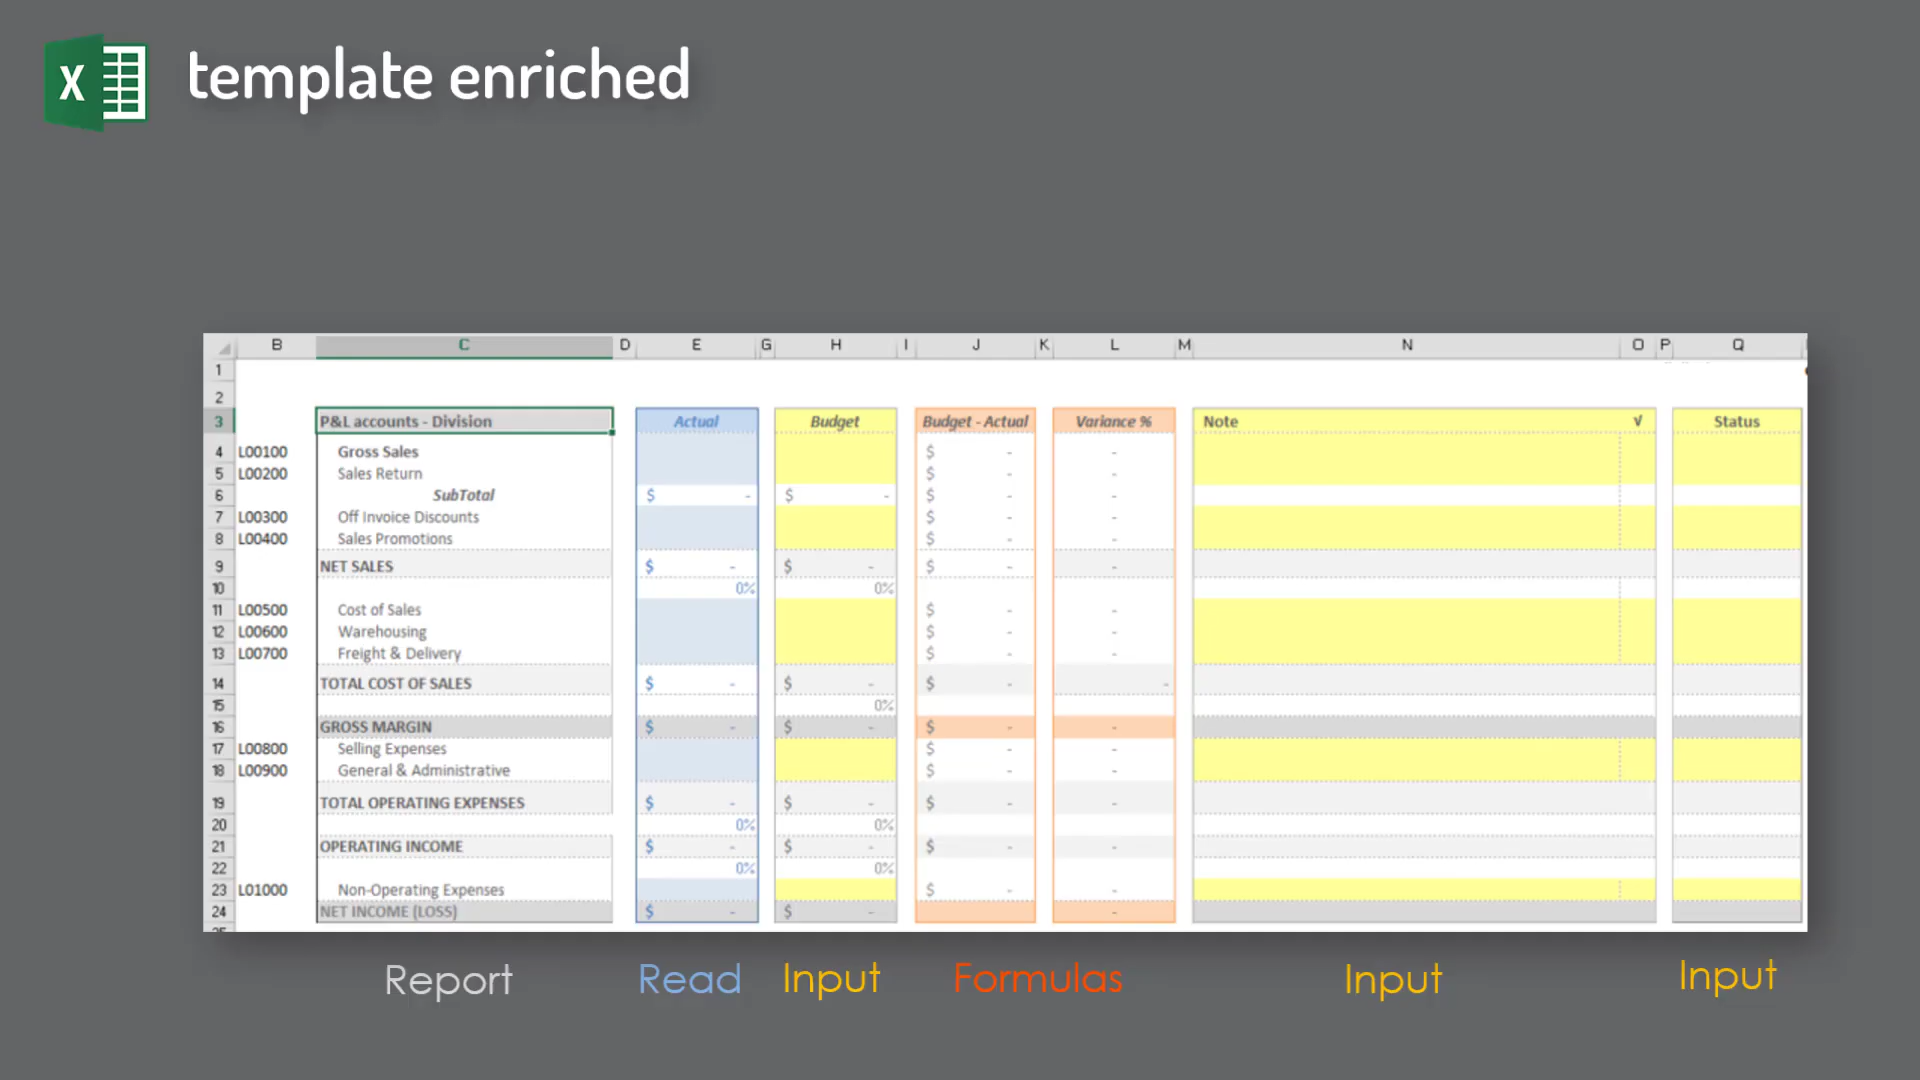 X template enriched
B C D E G H I J K L M N O P Q
1
2
3 P&L accounts - Division Actual Budget Budget - Actual Variance % Note √ Status
4 L00100 Gross Sales $ - -
5 L00200 Sales Return $ - -
6 SubTotal $ - $ - $ - -
7 L00300 Off Invoice Discounts $ - -
8 L00400 Sales Promotions $ - -
9 NET SALES $ - $ - $ - -
10 0% 0%
11 L00500 Cost of Sales $ - -
12 L00600 Warehousing $ - -
13 L00700 Freight & Delivery $ - -
14 TOTAL COST OF SALES $ - $ - $ - -
15 0%
16 GROSS MARGIN $ - $ - $ - -
17 L00800 Selling Expenses $ - -
18 L00900 General & Administrative $ - -
19 TOTAL OPERATING EXPENSES $ - $ - $ - -
20 0% 0%
21 OPERATING INCOME $ - $ - $ - -
22 0% 0%
23 L01000 Non-Operating Expenses $ - -
24 NET INCOME (LOSS) $ - $ - -
Report Read Input Formulas Input Input